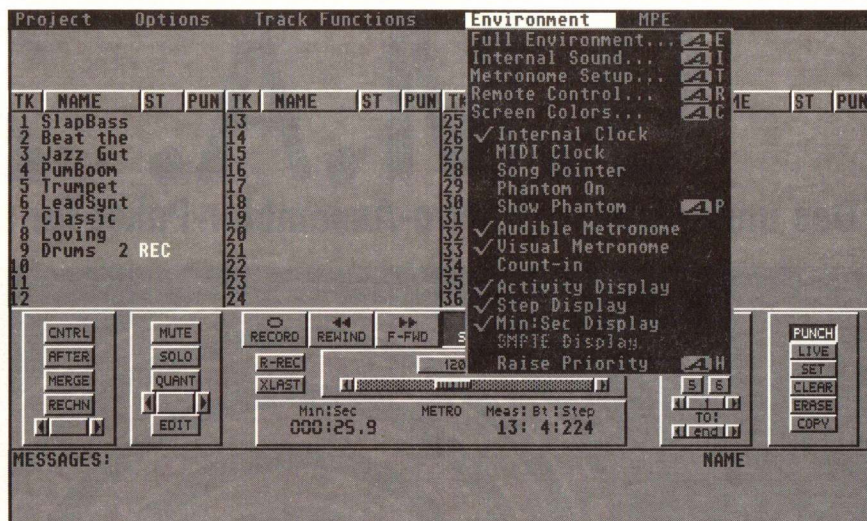 Project Options Track Functions Environment MPE
Full Environment... A E
Internal Sound... A I
Metronome Setup... A T
Remote Control... A R
Screen Colors... A C
✓ Internal Clock
MIDI Clock
Song Pointer
Phantom On
Show Phantom A P
✓ Audible Metronome
✓ Visual Metronome
Count-in
✓ Activity Display
✓ Step Display
✓ Min:Sec Display
SMPTE Display
Raise Priority A H
TK NAME ST PUN TK NAME ST PUN TK ME ST PUN
1 SlapBass 13 25
2 Beat the 14 26
3 Jazz Gut 15 27
4 PumBoom 16 28
5 Trumpet 17 29
6 LeadSynt 18 30
7 Classic 19 31
8 Loving 20 32
9 Drums 2 REC 21 33
10 22 34
11 23 35
12 24 36
CNTRL
AFTER
MERGE
RECHN
MUTE
SOLO
QUANT
EDIT
RECORD REWIND F-FWD S
R-REC 120
XLAST
Min:Sec METRO Meas: Bt :Step
000:25.9 13: 4:224
5 6
1
TO:
end
PUNCH
LIVE
SET
CLEAR
ERASE
COPY
MESSAGES: NAME